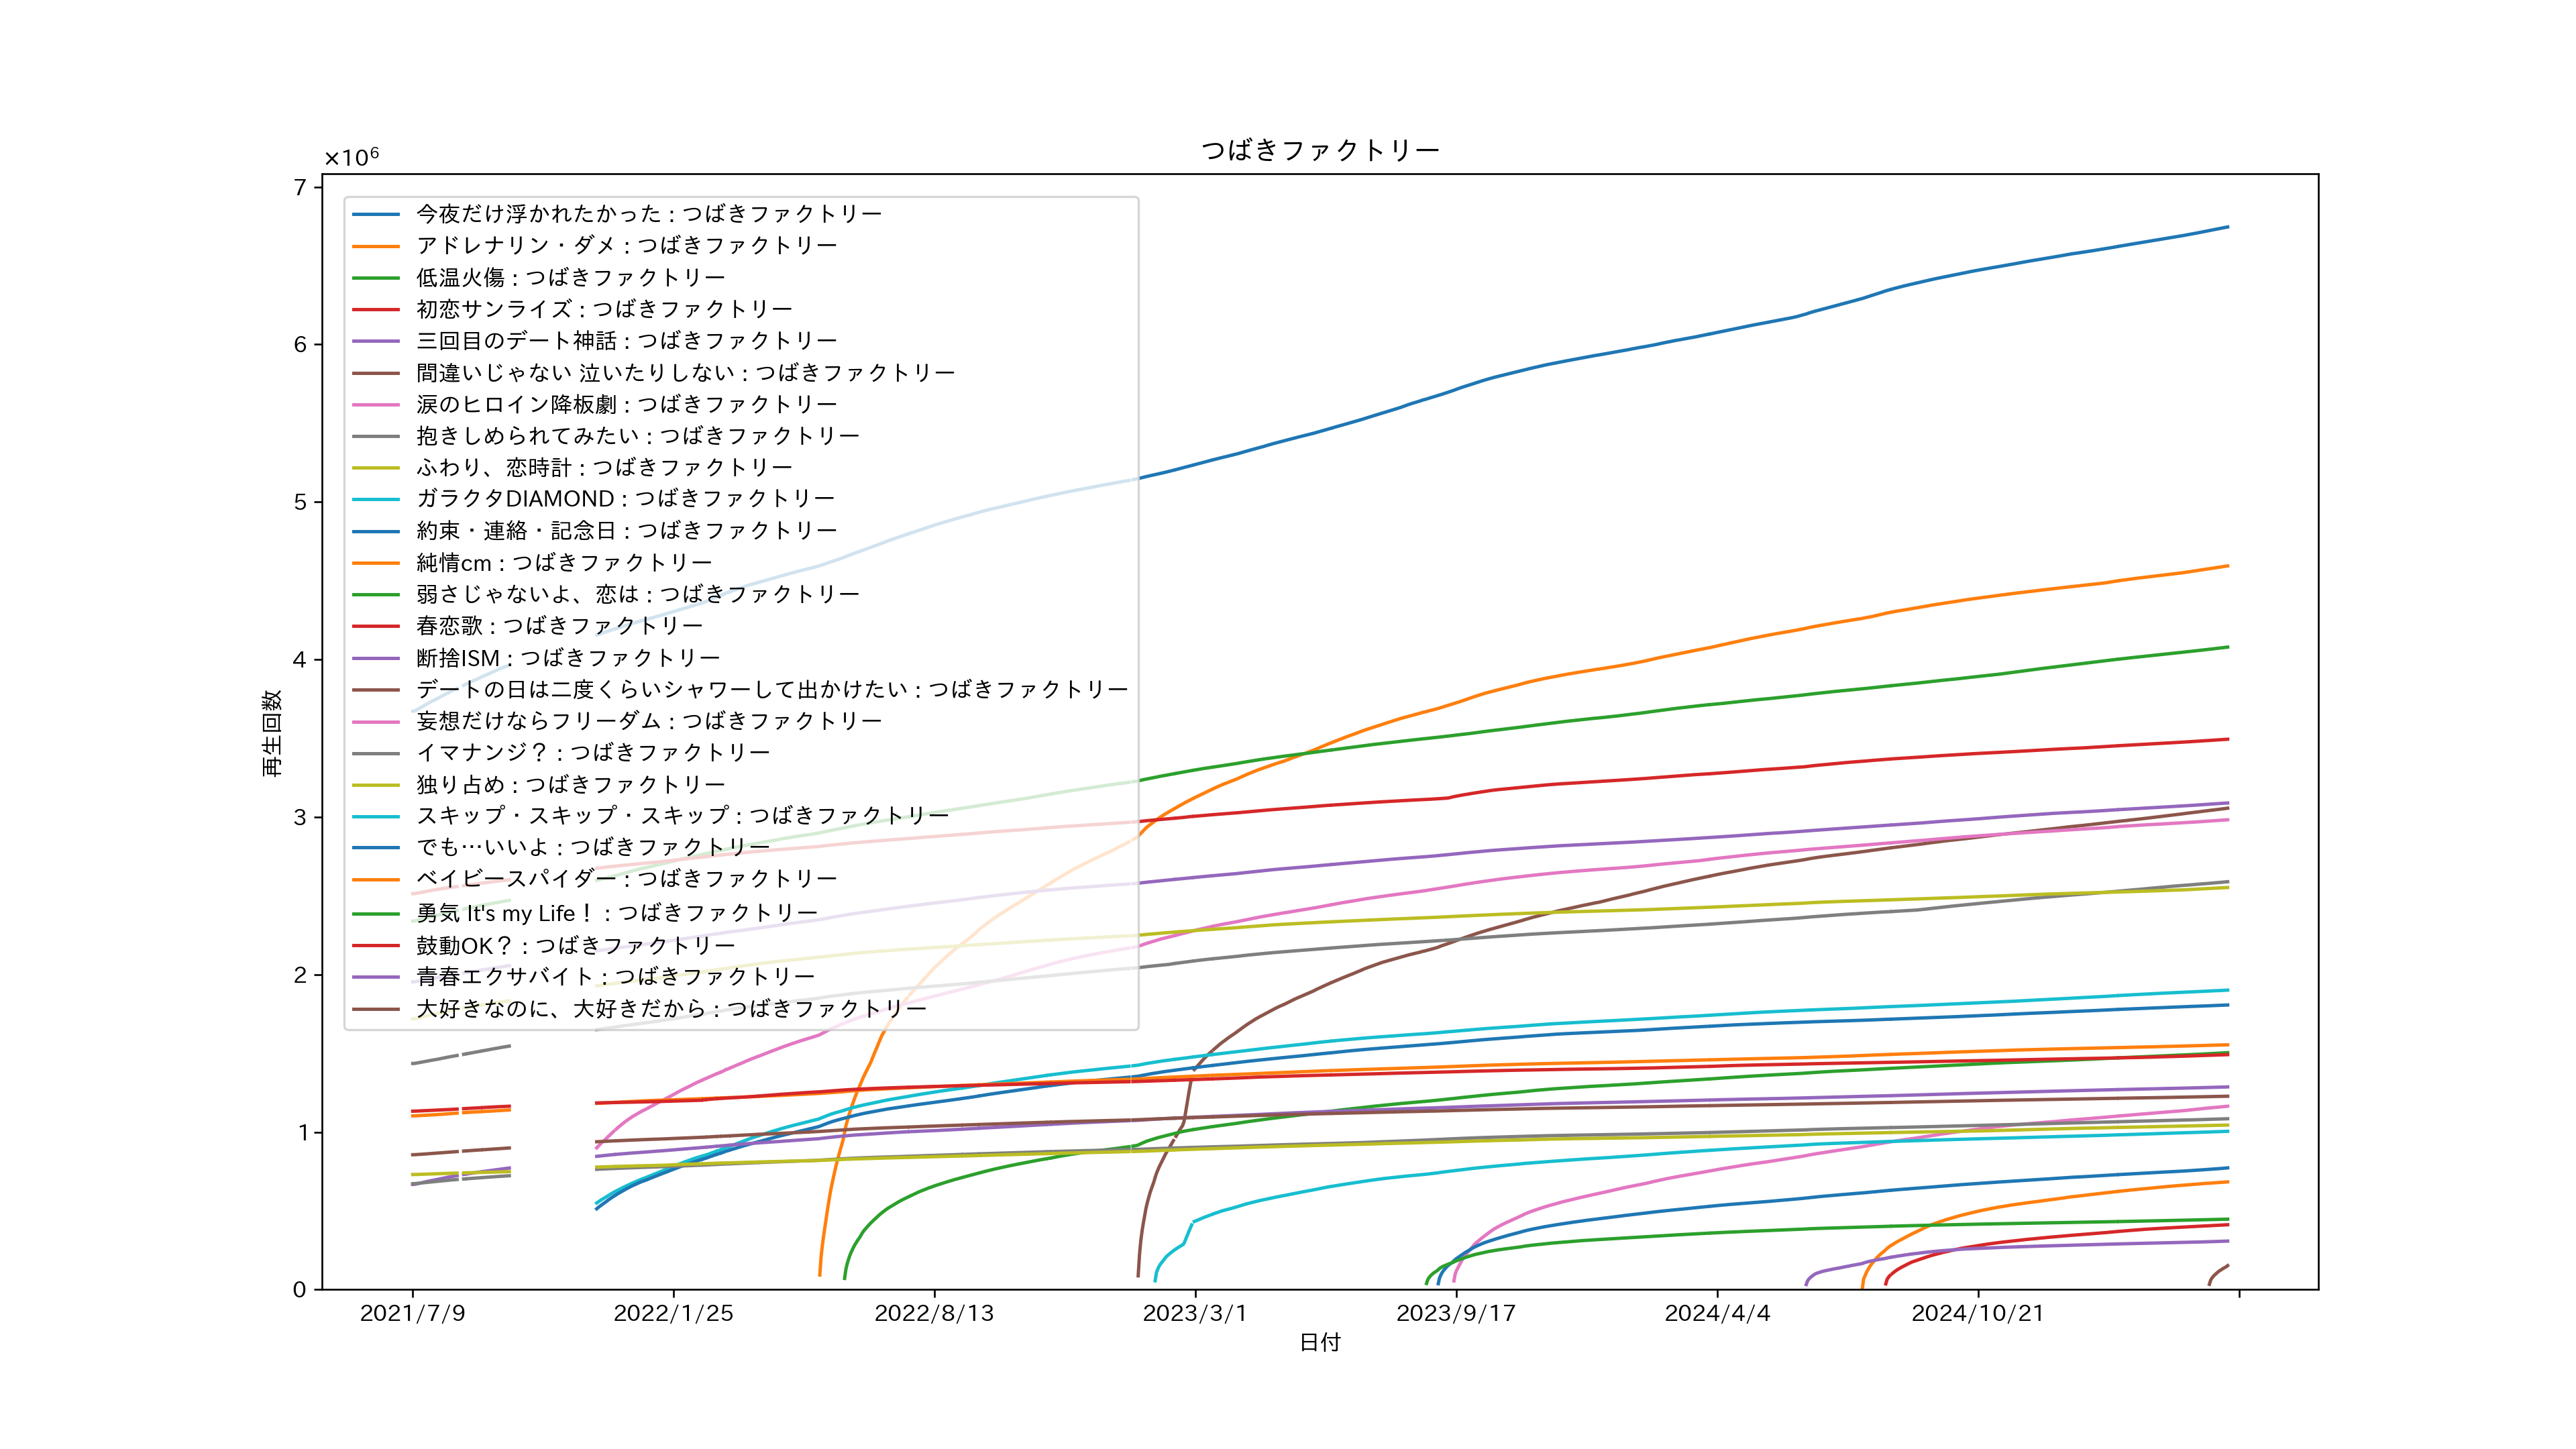 つばきファクトリー
×10⁶
7
6
5
4
3
2
1
0
再生回数
今夜だけ浮かれたかった : つばきファクトリー
アドレナリン・ダメ : つばきファクトリー
低温火傷 : つばきファクトリー
初恋サンライズ : つばきファクトリー
三回目のデート神話 : つばきファクトリー
間違いじゃない 泣いたりしない : つばきファクトリー
涙のヒロイン降板劇 : つばきファクトリー
抱きしめられてみたい : つばきファクトリー
ふわり、恋時計 : つばきファクトリー
ガラクタDIAMOND : つばきファクトリー
約束・連絡・記念日 : つばきファクトリー
純情cm : つばきファクトリー
弱さじゃないよ、恋は : つばきファクトリー
春恋歌 : つばきファクトリー
断捨ISM : つばきファクトリー
デートの日は二度くらいシャワーして出かけたい : つばきファクトリー
妄想だけならフリーダム : つばきファクトリー
イマナンジ？ : つばきファクトリー
独り占め : つばきファクトリー
スキップ・スキップ・スキップ : つばきファクトリー
でも…いいよ : つばきファクトリー
ベイビースパイダー : つばきファクトリー
勇気 It's my Life！ : つばきファクトリー
鼓動OK？ : つばきファクトリー
青春エクサバイト : つばきファクトリー
大好きなのに、大好きだから : つばきファクトリー
2021/7/9 2022/1/25 2022/8/13 2023/3/1 2023/9/17 2024/4/4 2024/10/21
日付